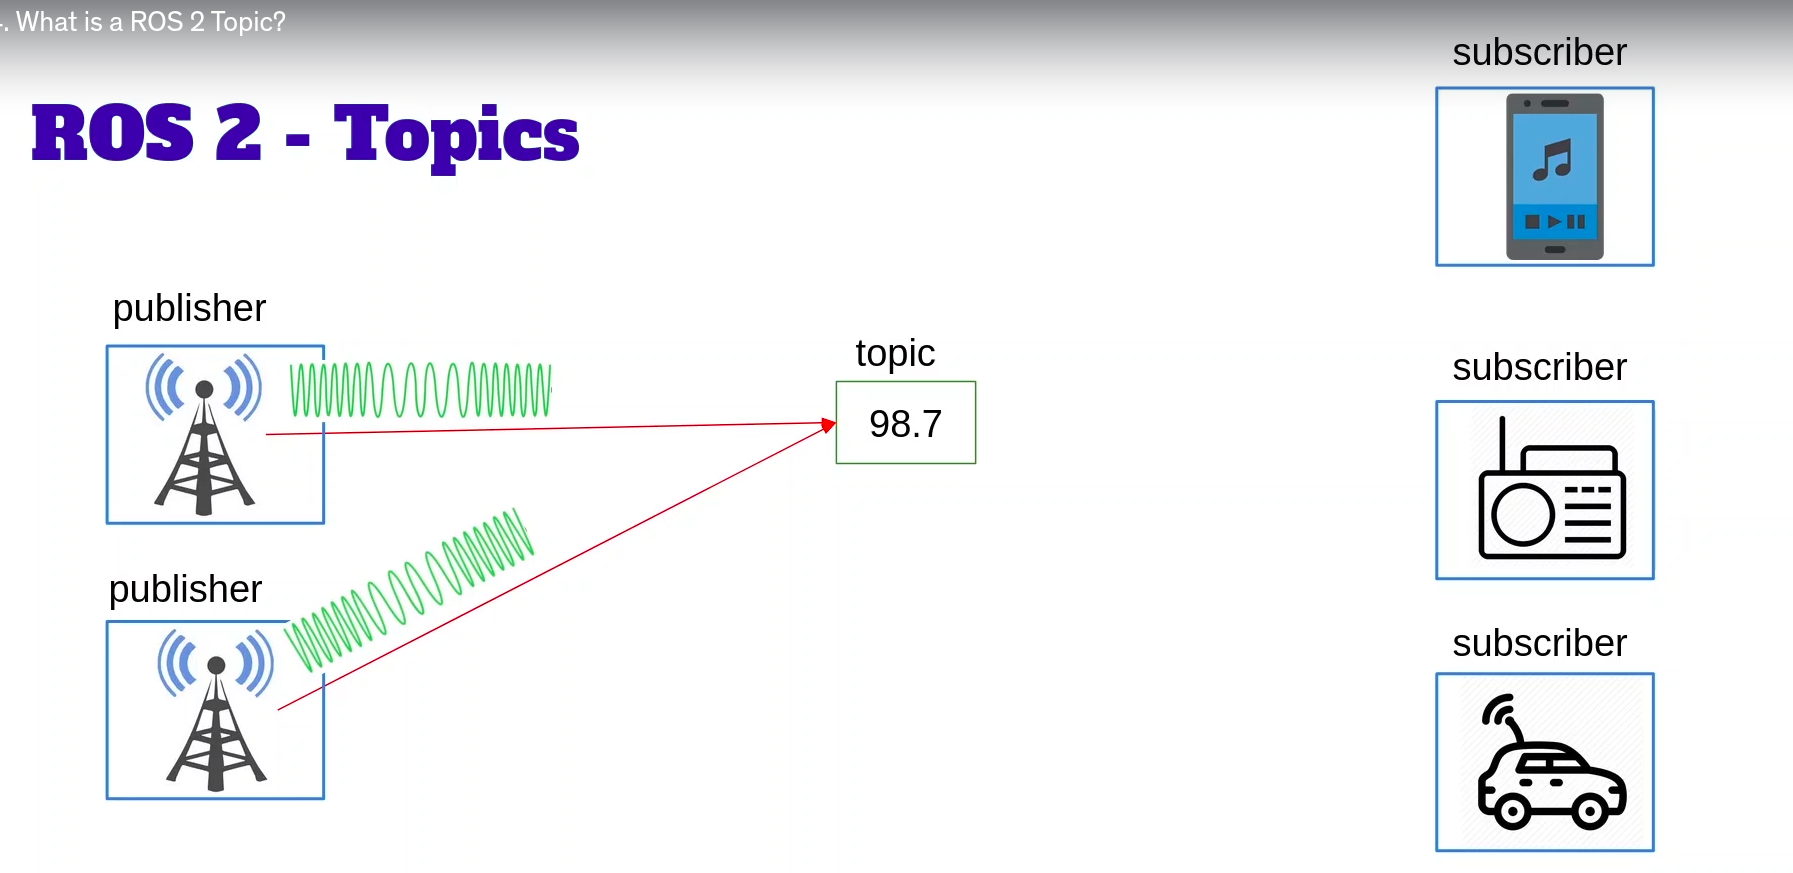 . What is a ROS 2 Topic?
ROS 2 - Topics
subscriber
publisher
topic
98.7
subscriber
publisher
subscriber